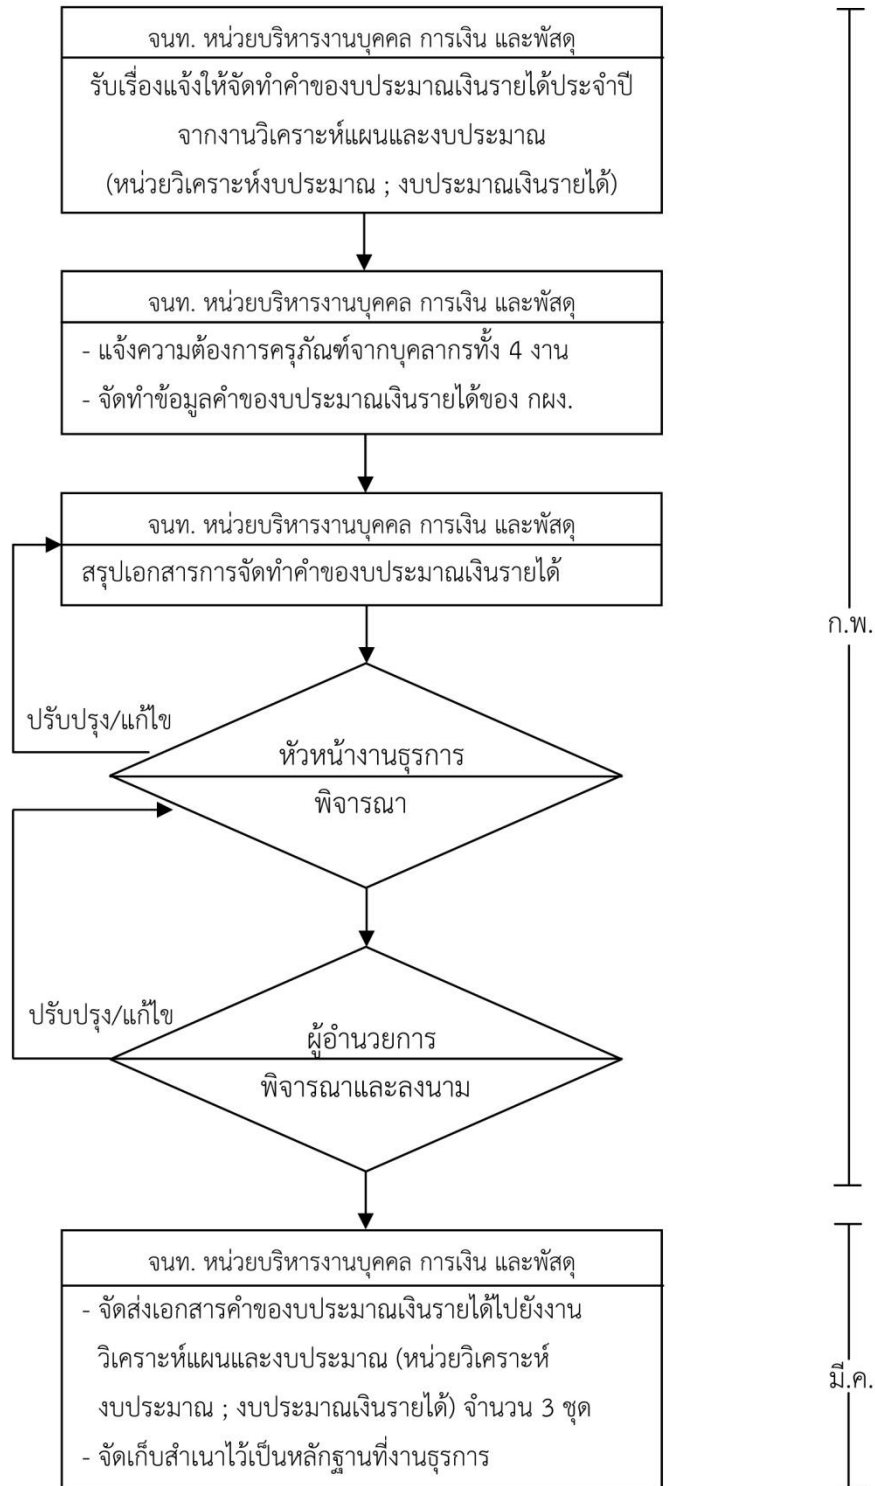 จนท. หน่วยบริหารงานบุคคล การเงิน และพัสดุ
รับเรื่องแจ้งให้จัดทำคำของบประมาณเงินรายได้ประจำปี
จากงานวิเคราะห์แผนและงบประมาณ
(หน่วยวิเคราะห์งบประมาณ ; งบประมาณเงินรายได้)
จนท. หน่วยบริหารงานบุคคล การเงิน และพัสดุ
- แจ้งความต้องการครุภัณฑ์จากบุคลากรทั้ง 4 งาน
- จัดทำข้อมูลคำของบประมาณเงินรายได้ของ กผง.
จนท. หน่วยบริหารงานบุคคล การเงิน และพัสดุ
สรุปเอกสารการจัดทำคำของบประมาณเงินรายได้
ก.พ.
ปรับปรุง/แก้ไข
หัวหน้างานธุรการ
พิจารณา
ปรับปรุง/แก้ไข
ผู้อำนวยการ
พิจารณาและลงนาม
จนท. หน่วยบริหารงานบุคคล การเงิน และพัสดุ
- จัดส่งเอกสารคำของบประมาณเงินรายได้ไปยังงาน
วิเคราะห์แผนและงบประมาณ (หน่วยวิเคราะห์
งบประมาณ ; งบประมาณเงินรายได้) จำนวน 3 ชุด
- จัดเก็บสำเนาไว้เป็นหลักฐานที่งานธุรการ
มี.ค.